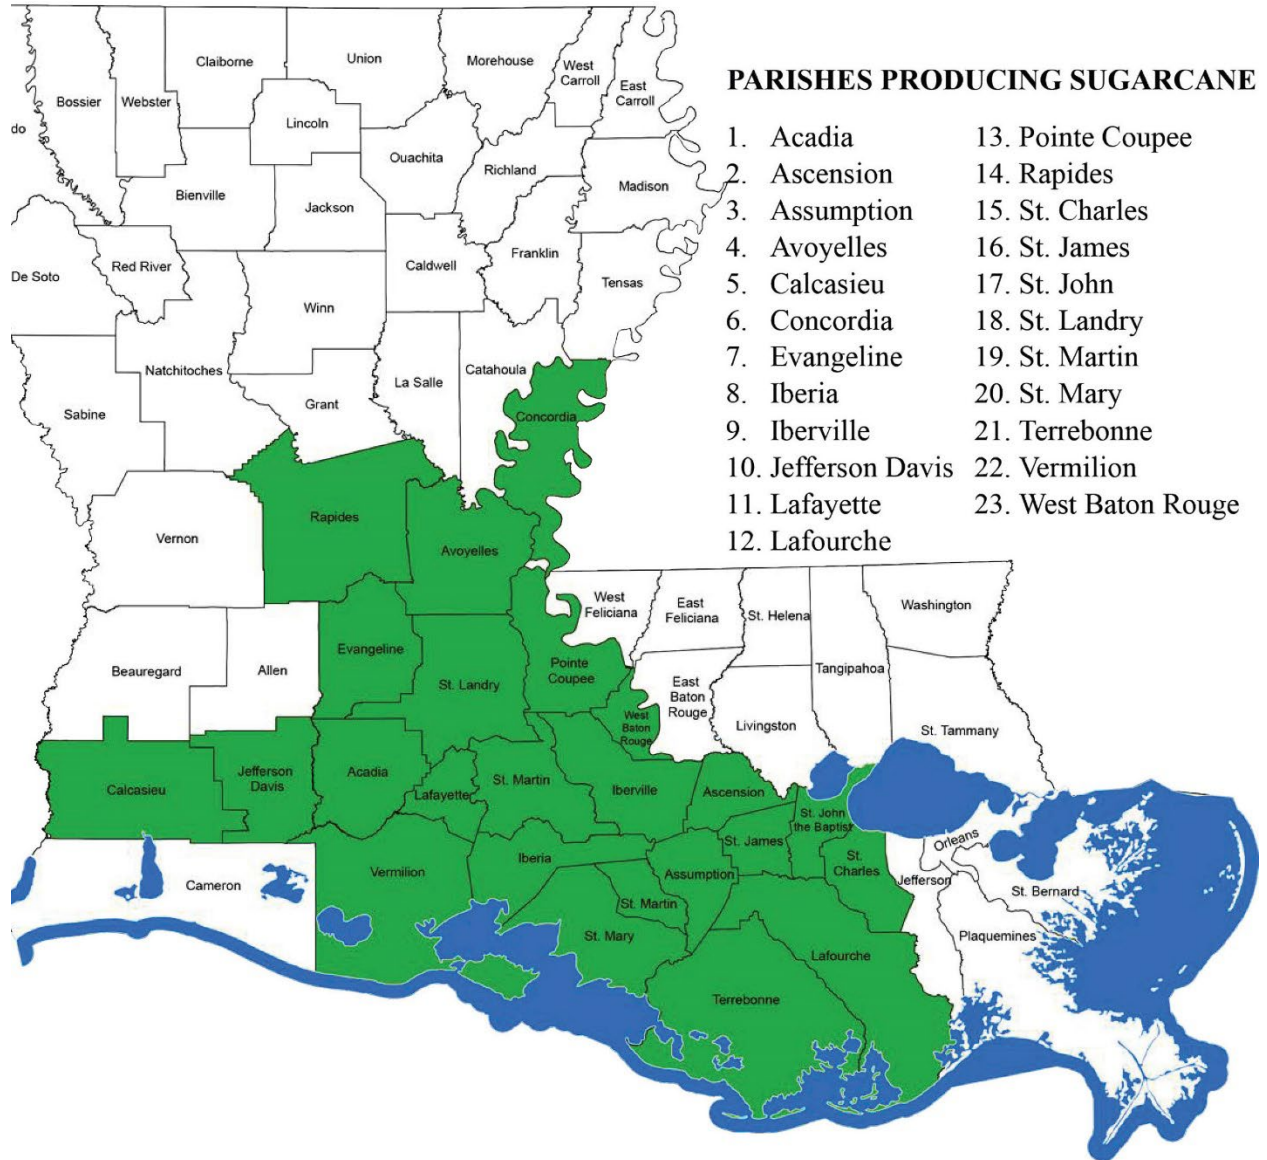 PARISHES PRODUCING SUGARCANE
1. Acadia
2. Ascension
3. Assumption
4. Avoyelles
5. Calcasieu
6. Concordia
7. Evangeline
8. Iberia
9. Iberville
10. Jefferson Davis
11. Lafayette
12. Lafourche
13. Pointe Coupee
14. Rapides
15. St. Charles
16. St. James
17. St. John
18. St. Landry
19. St. Martin
20. St. Mary
21. Terrebonne
22. Vermilion
23. West Baton Rouge
do
Bossier
Webster
Claiborne
Union
Morehouse
West
Carroll
East
Carroll
Lincoln
Ouachita
Richland
Madison
Bienville
Jackson
De Soto
Red River
Caldwell
Franklin
Tensas
Winn
Natchitoches
Sabine
Grant
La Salle
Catahoula
Concordia
Vernon
Rapides
Avoyelles
West
Feliciana
East
Feliciana
St. Helena
Washington
Beauregard
Allen
Evangeline
St. Landry
Pointe
Coupee
Tangipahoa
East
Baton
Rouge
West
Baton
Rouge
Livingston
St. Tammany
Calcasieu
Jefferson
Davis
Acadia
Lafayette
St. Martin
Iberville
Ascension
St. John
the Baptist
St. James
St.
Charles
Orleans
Jefferson
St. Bernard
Cameron
Vermilion
Iberia
Assumption
St. Martin
St. Mary
Plaquemines
Lafourche
Terrebonne